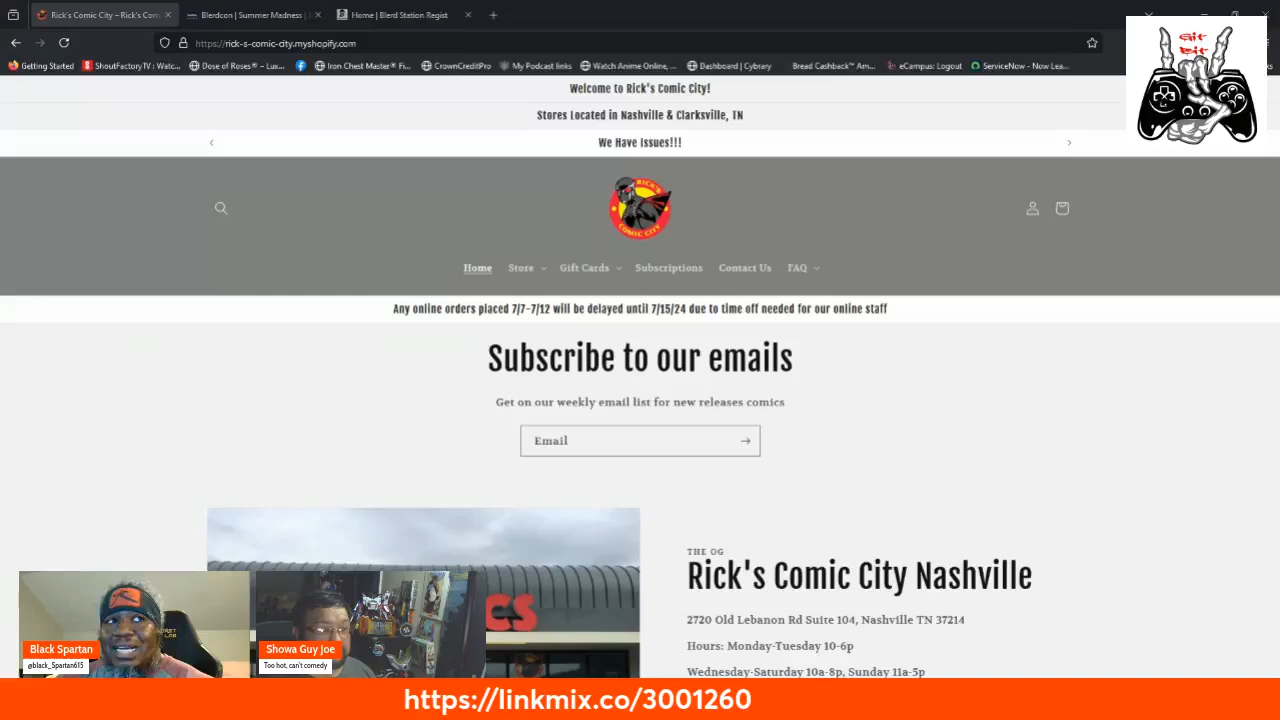 Rick's Comic City – Rick's Com
Blerdcon | Summer Madness |
Home | Blerd Station Regist
https://rick-s-comic-city.myshopify.com
Getting Started
ShoutFactoryTV : Watc...
Dose of Roses® – Lux...
Iron Chest Master® Fi...
CrownCreditPro
My Podcast links
Watch Anime Online, ...
Dashboard | Cybrary
Bread Cashback™ Am...
eCampus: Logout
ServiceNow - Now Lea...
Git
Bit
Welcome to Rick's Comic City!
Stores Located in Nashville & Clarksville, TN
We Have Issues!!!
RICK'S
COMIC CITY
Home Store Gift Cards Subscriptions Contact Us FAQ
Any online orders placed 7/7-7/12 will be delayed until 7/15/24 due to time off needed for our online staff
Subscribe to our emails
Get on our weekly email list for new releases comics
Email
THE OG
Rick's Comic City Nashville
2720 Old Lebanon Rd Suite 104, Nashville TN 37214
Hours: Monday-Tuesday 10-6p
Wednesday-Saturday 10a-8p, Sunday 11a-5p
CS
Black Spartan
@black_Spartan615
Showa Guy Joe
Too hot, can't comedy
https://linkmix.co/3001260